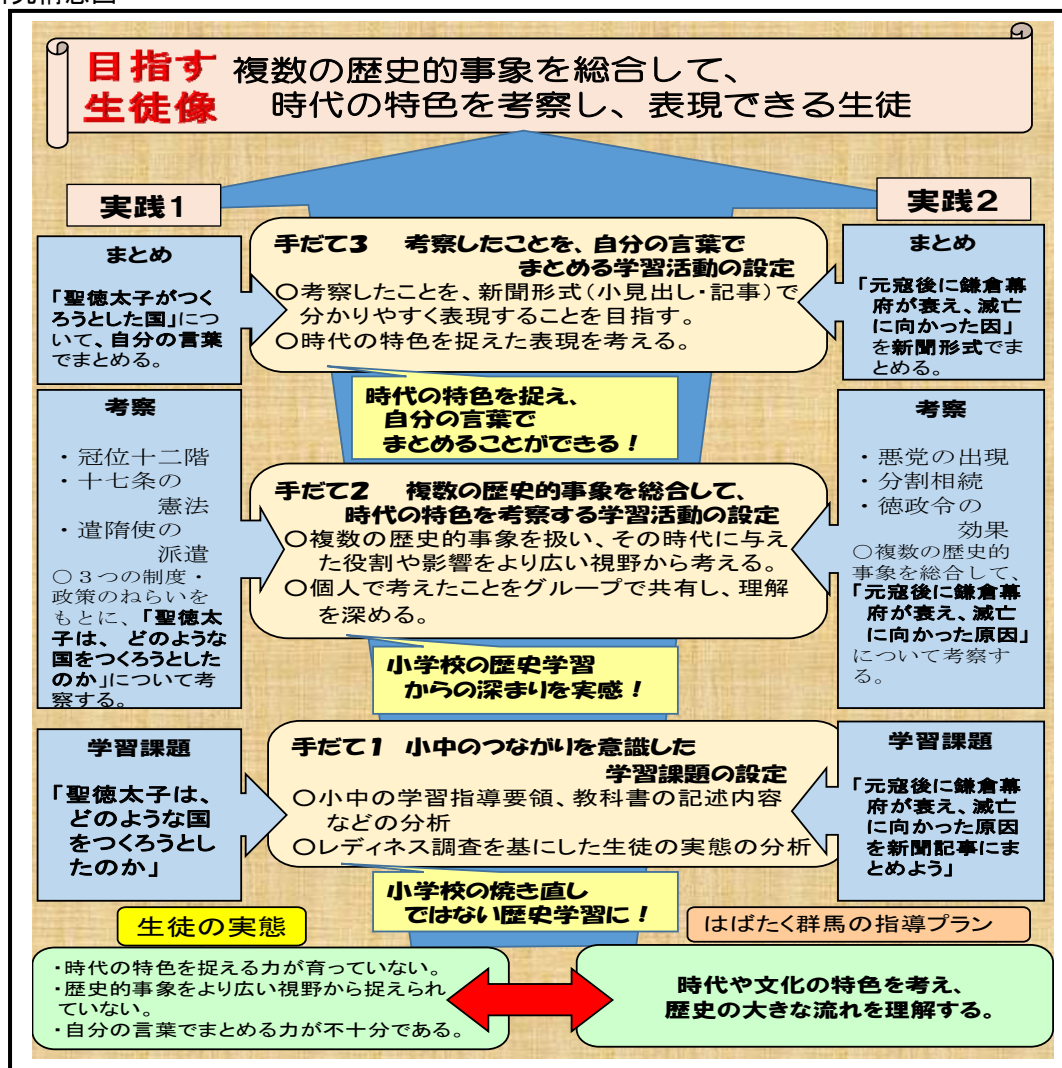 目指す
生徒像
複数の歴史的事象を総合して、
時代の特色を考察し、表現できる生徒
実践1
まとめ
「聖徳太子がつく
ろうとした国」につ
いて、自分の言葉
でまとめる。
考察
・冠位十二階
・十七条の
憲法
・遣隋使の
派遣
○3つの制度・
政策のねらいを
もとに、「聖徳太
子は、どのような
国をつくろうとした
のか」について考
察する。
学習課題
「聖徳太子は、
どのような国
をつくろうとし
たのか」
手だて3 考察したことを、自分の言葉で
まとめる学習活動の設定
○考察したことを、新聞形式(小見出し・記事)で
分かりやすく表現することを目指す。
○時代の特色を捉えた表現を考える。
時代の特色を捉え、
自分の言葉で
まとめることができる!
手だて2 複数の歴史的事象を総合して、
時代の特色を考察する学習活動の設定
○複数の歴史的事象を扱い、その時代に与え
た役割や影響をより広い視野から考える。
○個人で考えたことをグループで共有し、理解
を深める。
小学校の歴史学習
からの深まりを実感!
手だて1 小中のつながりを意識した
学習課題の設定
○小中の学習指導要領、教科書の記述内容
などの分析
○レディネス調査を基にした生徒の実態の分析
小学校の焼き直し
ではない歴史学習に!
実践2
まとめ
「元寇後に鎌倉幕
府が衰え、滅亡
に向かった因」
を新聞形式でま
とめる。
考察
・悪党の出現
・分割相続
・徳政令の
効果
○複数の歴史的
事象を総合して、
「元寇後に鎌倉幕
府が衰え、滅亡
に向かった原因」
について考察す
る。
学習課題
「元寇後に鎌倉幕
府が衰え、滅亡
に向かった原因
を新聞記事にま
とめよう」
生徒の実態
・時代の特色を捉える力が育っていない。
・歴史的事象をより広い視野から捉えられ
ていない。
・自分の言葉でまとめる力が不十分である。
はばたく群馬の指導プラン
時代や文化の特色を考え、
歴史の大きな流れを理解する。